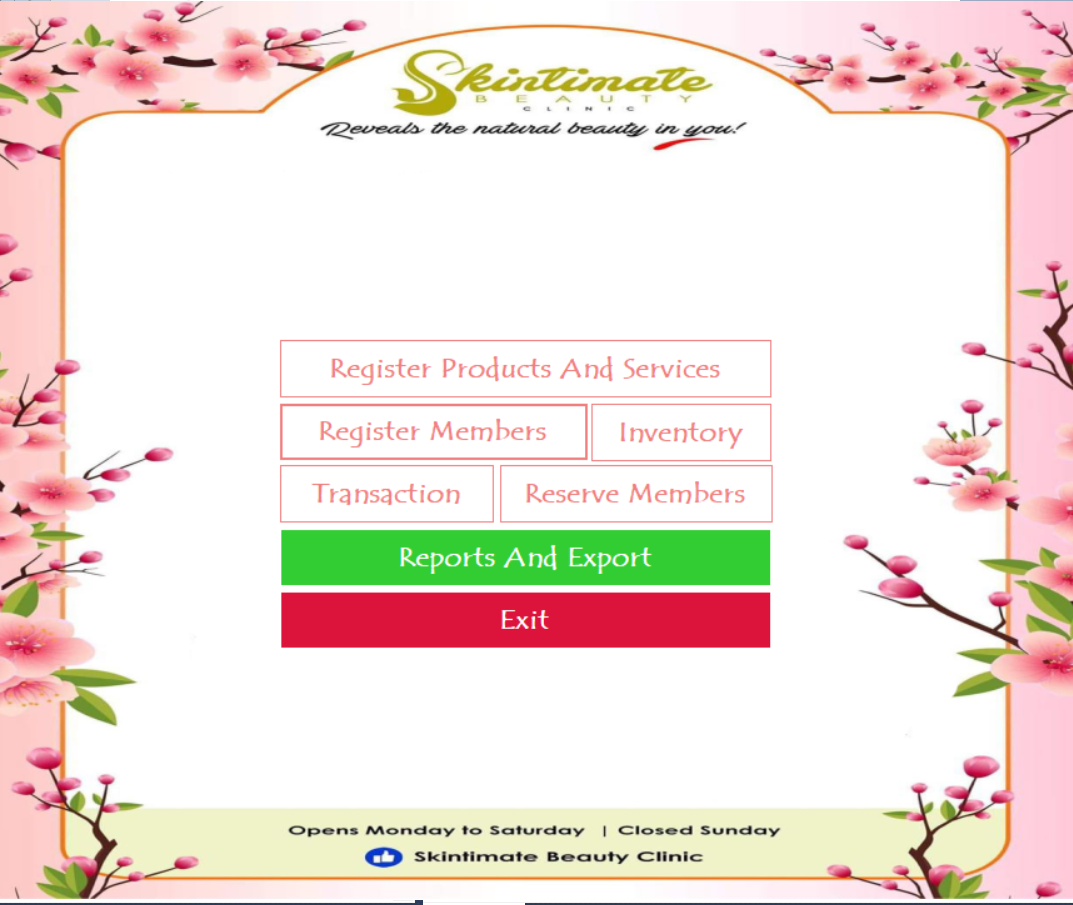 Skintimate
BEAUTY
CLINIC
Reveals the natural beauty in you!
Register Products And Services
Register Members
Inventory
Transaction
Reserve Members
Reports And Export
Exit
Opens Monday to Saturday | Closed Sunday
Skintimate Beauty Clinic